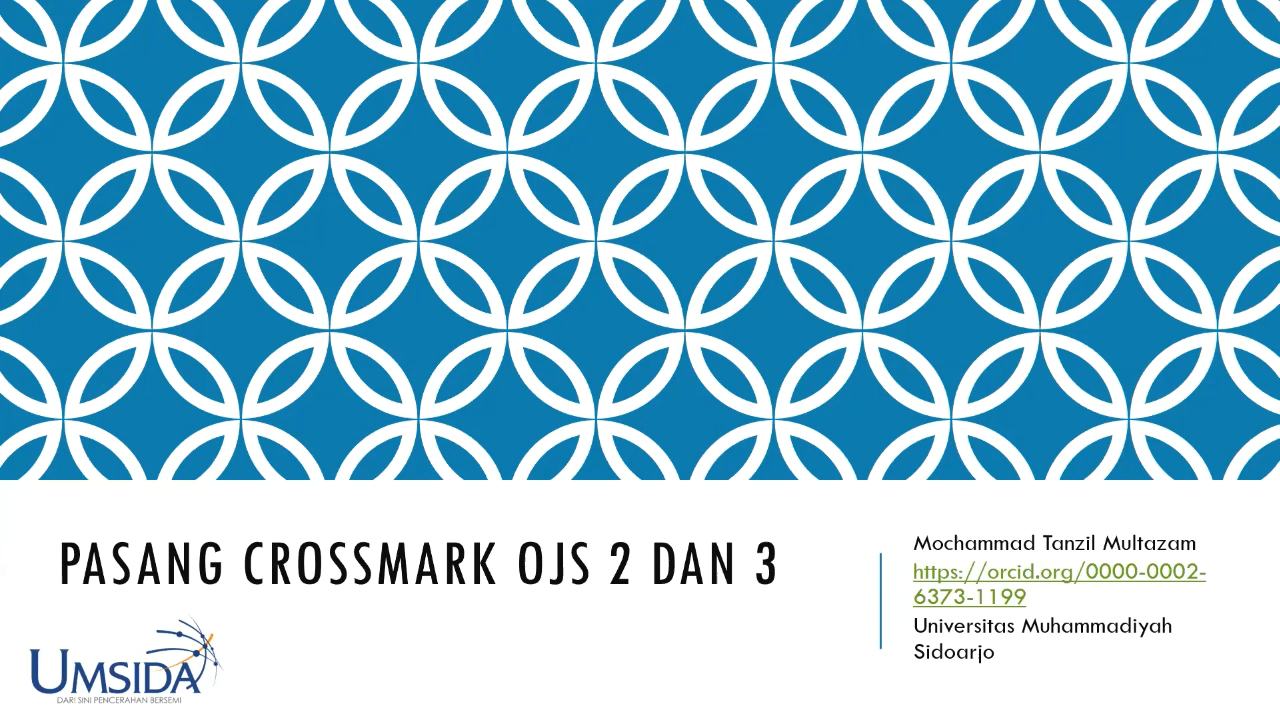 PASANG CROSSMARK OJS 2 DAN 3
Mochammad Tanzil Multazam
https://orcid.org/0000-0002-
6373-1199
Universitas Muhammadiyah
Sidoarjo
UMSIDA
DARI SINI PENCERAHAN BERSEMI